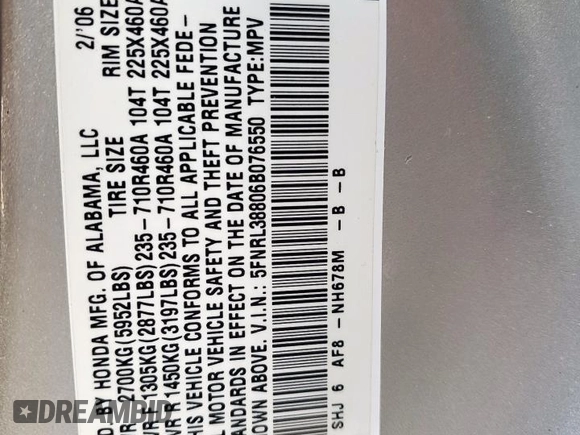 D BY HONDA MFG. OF ALABAMA, LLC 2/'06
TIRE SIZE RIM SIZE
2700KG(5952LBS)
F 1305KG(2877LBS)235-710R460A 104T 225X460A
R 1450KG(3197LBS)235-710R460A 104T 225X460A
THIS VEHICLE CONFORMS TO ALL APPLICABLE FEDE-
L MOTOR VEHICLE SAFETY AND THEFT PREVENTION
ANDARDS IN EFFECT ON THE DATE OF MANUFACTURE
OWN ABOVE. V.I.N.: 5FNRL38806B076550 TYPE:MPV
SHJ 6 AF8 - NH678M - B - B
DREAMBID